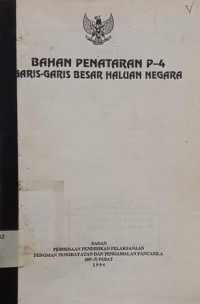 BAHAN PENATARAN P-4
GARIS-GARIS BESAR HALUAN NEGARA
BADAN
PEMBINAAN PENDIDIKAN PELAKSANAAN
PEDOMAN PENGHAYATAN DAN PENGAMALAN PANCASILA
(BP-7) PUSAT
1994